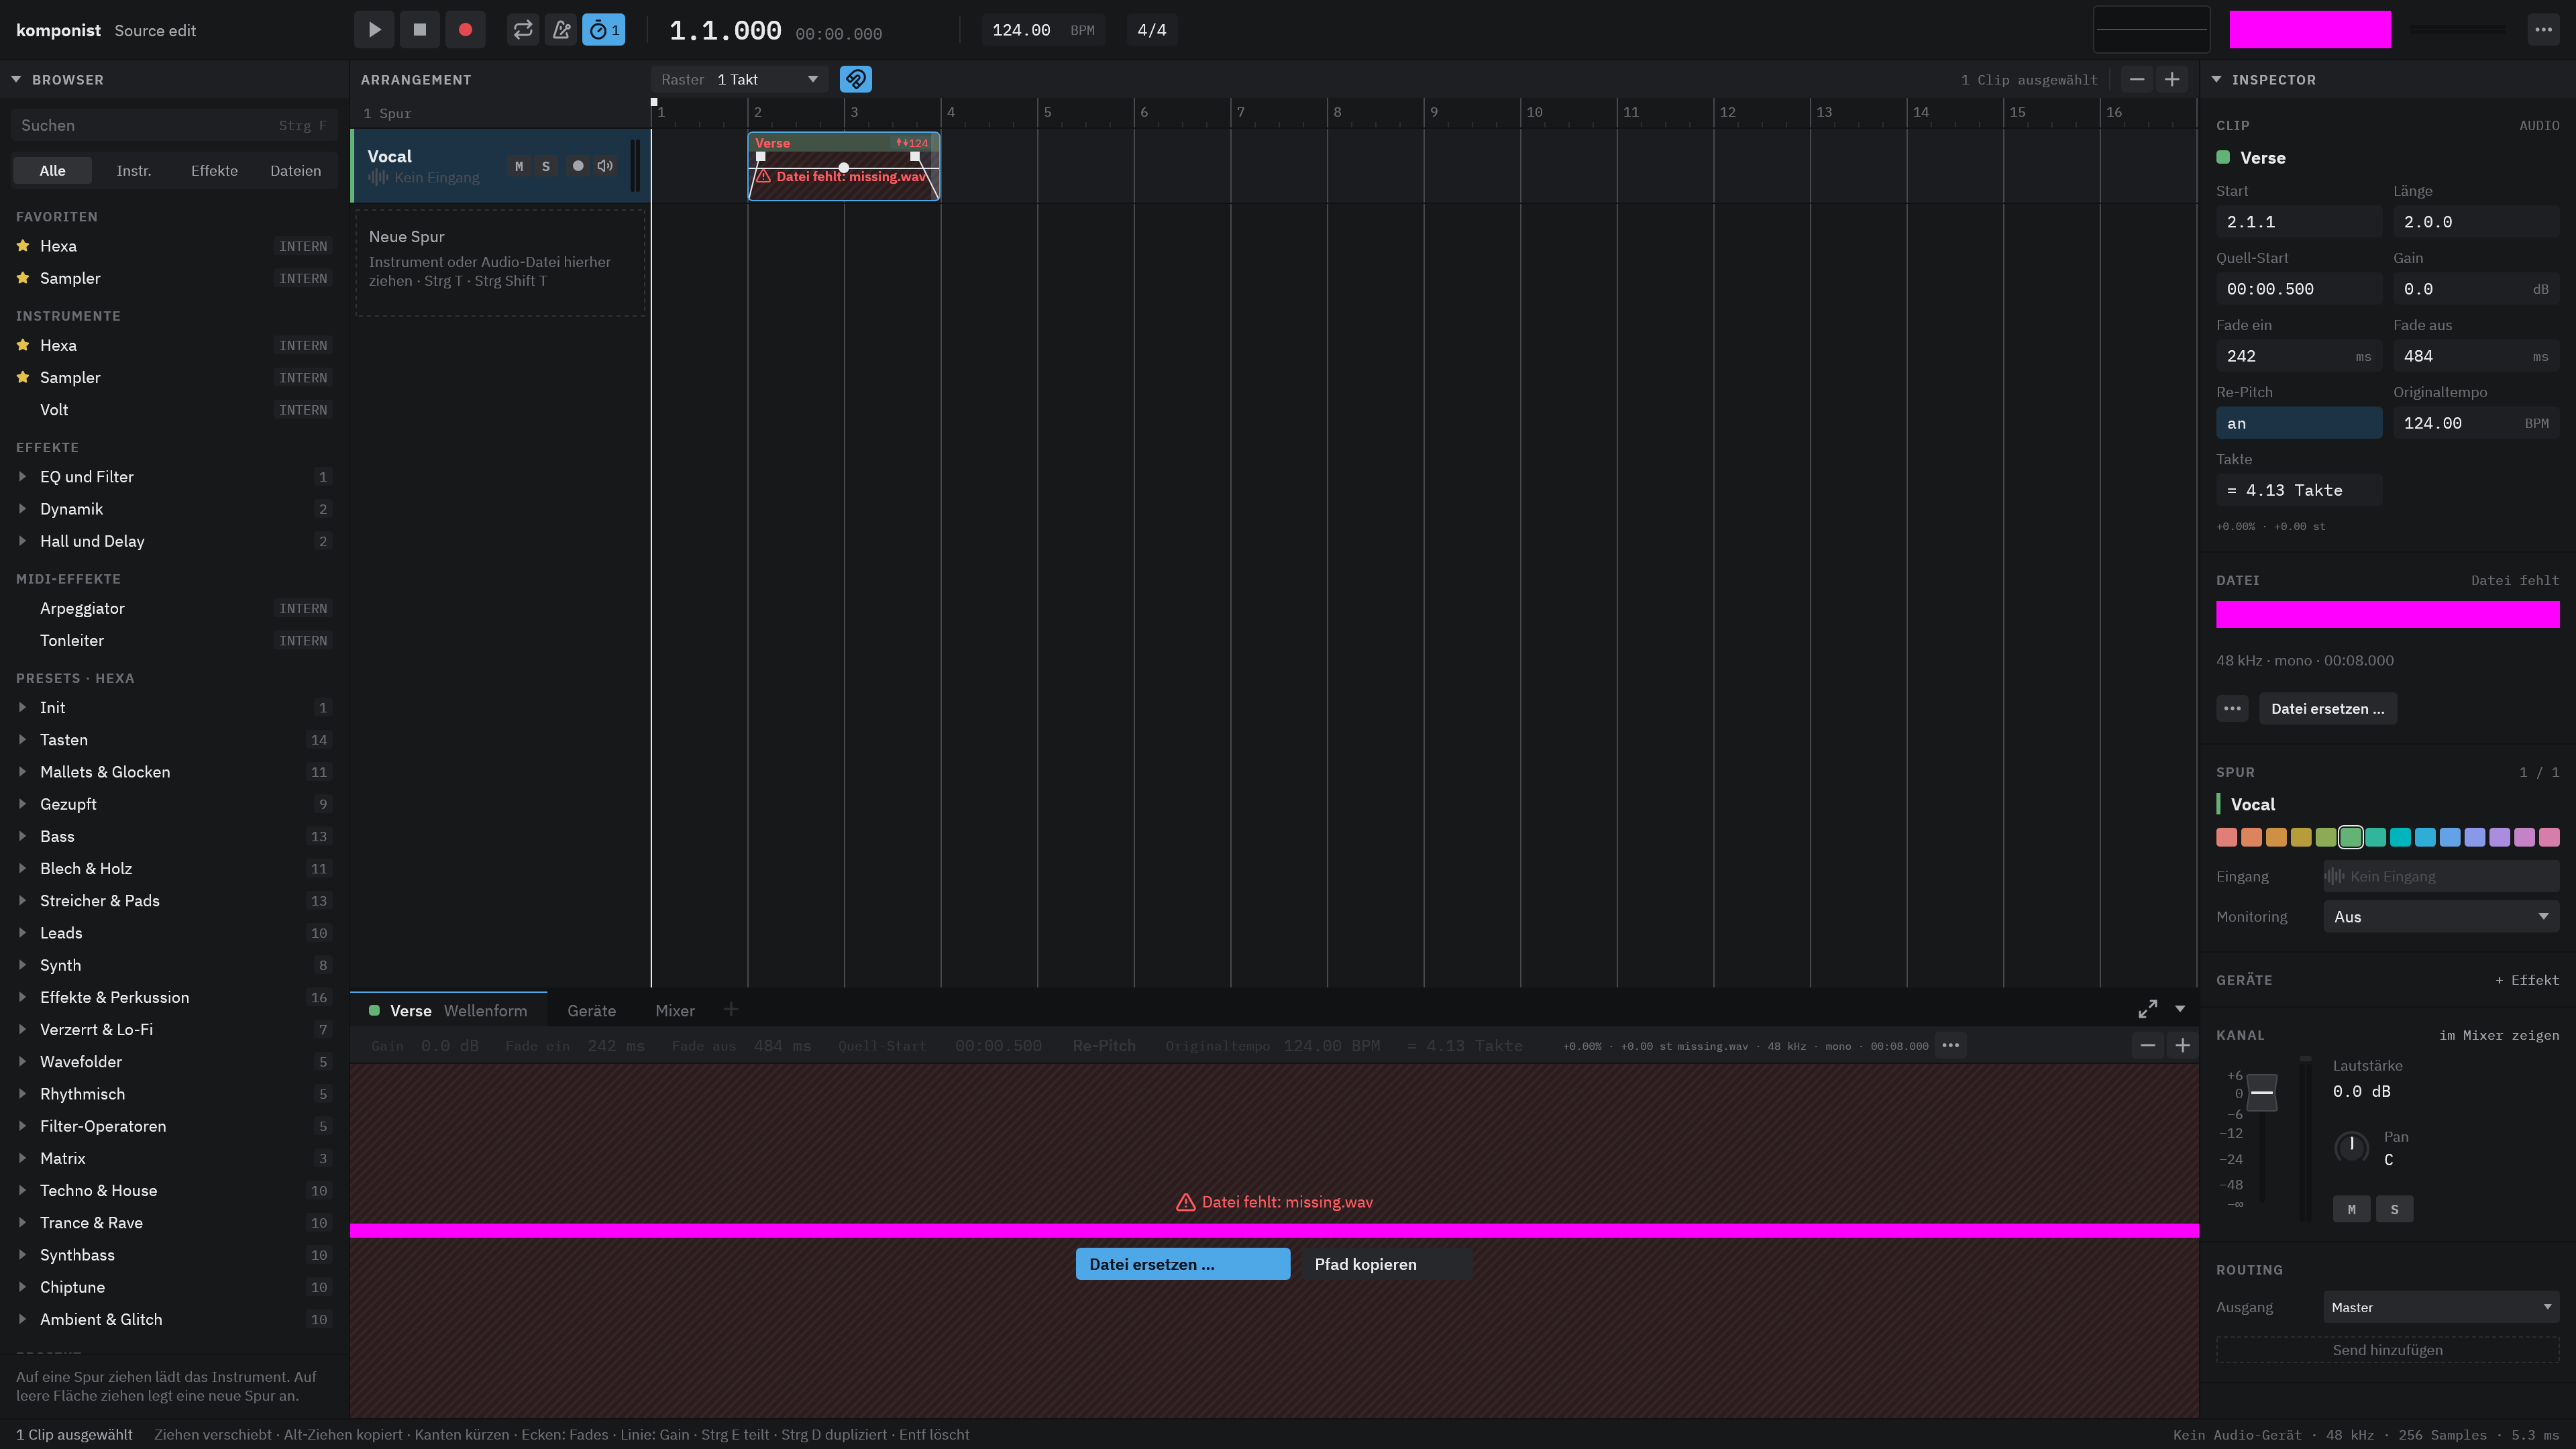 komponist Source edit
1
1.1.000 00:00.000
124.00 BPM
4/4
BROWSER
Suchen Strg F
Alle Instr. Effekte Dateien
FAVORITEN
Hexa INTERN
Sampler INTERN
INSTRUMENTE
Hexa INTERN
Sampler INTERN
Volt INTERN
EFFEKTE
EQ und Filter 1
Dynamik 2
Hall und Delay 2
MIDI-EFFEKTE
Arpeggiator INTERN
Tonleiter INTERN
PRESETS · HEXA
Init 1
Tasten 14
Mallets & Glocken 11
Gezupft 9
Bass 13
Blech & Holz 11
Streicher & Pads 13
Leads 10
Synth 8
Effekte & Perkussion 16
Verzerrt & Lo-Fi 7
Wavefolder 5
Rhythmisch 5
Filter-Operatoren 5
Matrix 3
Techno & House 10
Trance & Rave 10
Synthbass 10
Chiptune 10
Ambient & Glitch 10
Auf eine Spur ziehen lädt das Instrument. Auf
leere Fläche ziehen legt eine neue Spur an.
ARRANGEMENT
Raster 1 Takt
1 Clip ausgewählt
1 Spur
1 2 3 4 5 6 7 8 9 10 11 12 13 14 15 16
Vocal
Kein Eingang
M S
Verse 124
Datei fehlt: missing.wav
Neue Spur
Instrument oder Audio-Datei hierher
ziehen · Strg T · Strg Shift T
Verse Wellenform Geräte Mixer
Gain 0.0 dB Fade ein 242 ms Fade aus 484 ms Quell-Start 00:00.500 Re-Pitch Originaltempo 124.00 BPM = 4.13 Takte +0.00% · +0.00 st missing.wav · 48 kHz · mono · 00:08.000
Datei fehlt: missing.wav
Datei ersetzen ... Pfad kopieren
INSPECTOR
CLIP AUDIO
Verse
Start Länge
2.1.1 2.0.0
Quell-Start Gain
00:00.500 0.0 dB
Fade ein Fade aus
242 ms 484 ms
Re-Pitch Originaltempo
an 124.00 BPM
Takte
= 4.13 Takte
+0.00% · +0.00 st
DATEI Datei fehlt
48 kHz · mono · 00:08.000
Datei ersetzen ...
SPUR 1 / 1
Vocal
Eingang Kein Eingang
Monitoring Aus
GERÄTE + Effekt
KANAL im Mixer zeigen
+6
0
−6
−12
−24
−48
−∞
Lautstärke
0.0 dB
Pan
C
M S
ROUTING
Ausgang Master
Send hinzufügen
1 Clip ausgewählt Ziehen verschiebt · Alt-Ziehen kopiert · Kanten kürzen · Ecken: Fades · Linie: Gain · Strg E teilt · Strg D dupliziert · Entf löscht
Kein Audio-Gerät · 48 kHz · 256 Samples · 5.3 ms